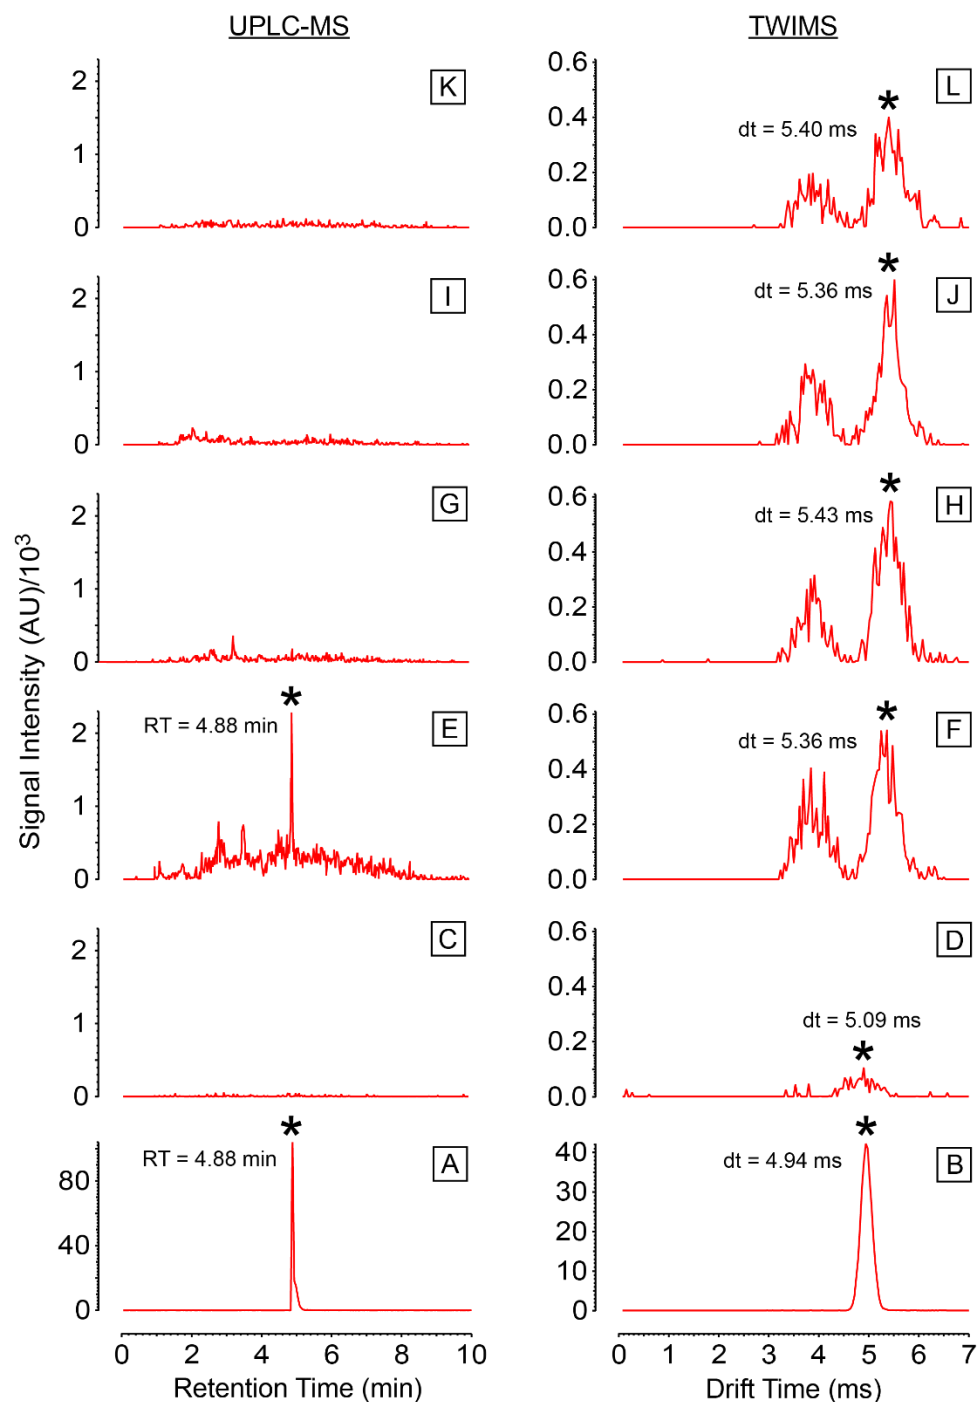 UPLC-MS
TWIMS
Signal Intensity (AU)/10³
2
1
0
K
0.6
0.4
0.2
0.0
dt = 5.40 ms
*
L
2
1
0
I
0.6
0.4
0.2
0.0
dt = 5.36 ms
*
J
2
1
0
G
0.6
0.4
0.2
0.0
dt = 5.43 ms
*
H
2
1
0
RT = 4.88 min
*
E
0.6
0.4
0.2
0.0
dt = 5.36 ms
*
F
2
1
0
C
0.6
0.4
0.2
0.0
dt = 5.09 ms
*
D
80
40
0
RT = 4.88 min
*
A
40
30
20
10
0
dt = 4.94 ms
*
B
0 2 4 6 8 10
Retention Time (min)
0 1 2 3 4 5 6 7
Drift Time (ms)